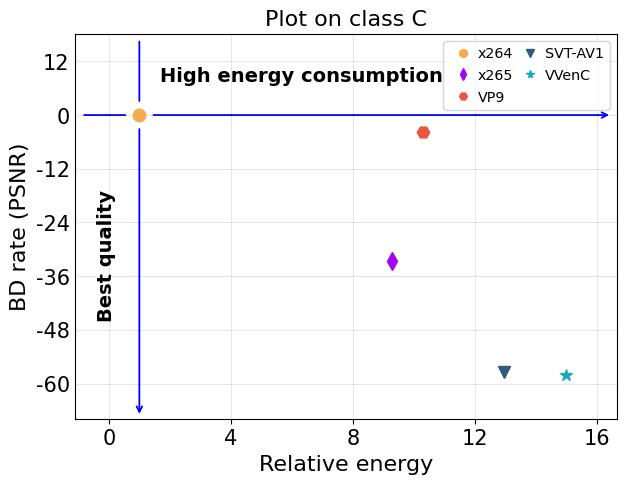 Plot on class C
High energy consumption
x264
x265
VP9
SVT-AV1
VVenC
12
0
-12
-24
-36
-48
-60
BD rate (PSNR)
Best quality
0 4 8 12 16
Relative energy